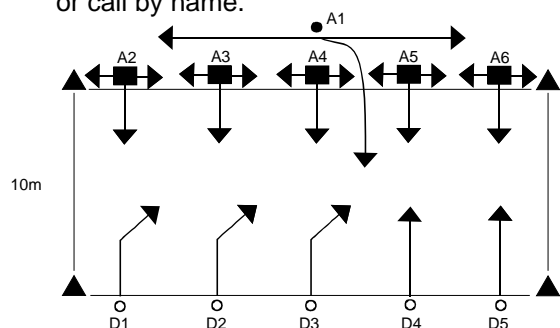 or call by name.
A1
A2 A3 A4 A5 A6
10m
D1 D2 D3 D4 D5